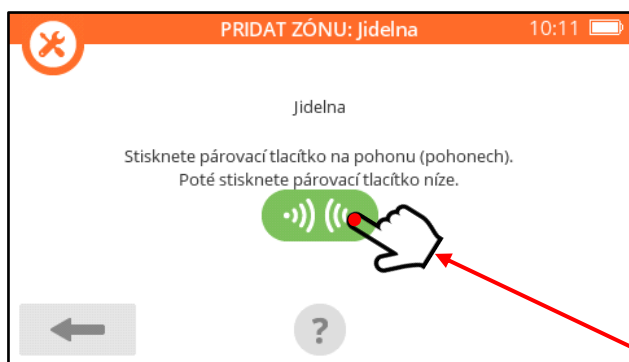 PRIDAT ZÓNU: Jidelna 10:11
Jidelna
Stisknete párovací tlacítko na pohonu (pohonech).
Poté stisknete párovací tlacítko níze.
?